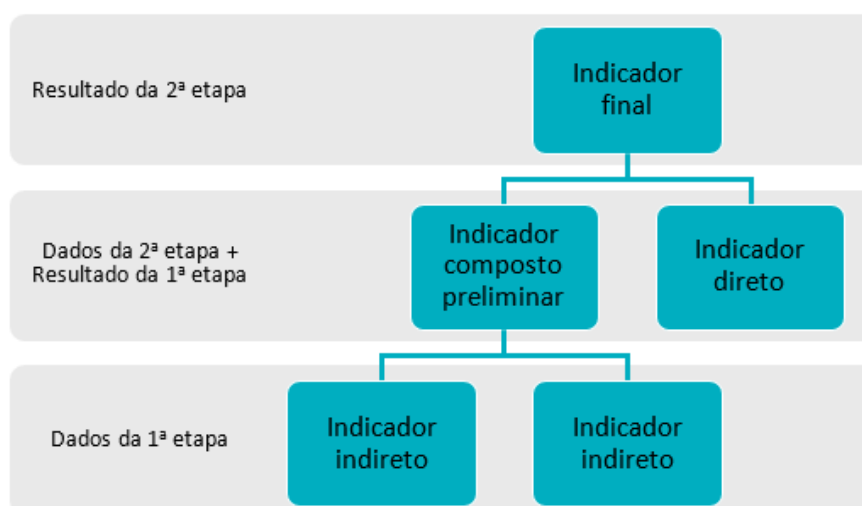 Resultado da 2ª etapa
Indicador
final
Dados da 2ª etapa +
Resultado da 1ª etapa
Indicador
composto
preliminar
Indicador
direto
Dados da 1ª etapa
Indicador
indireto
Indicador
indireto